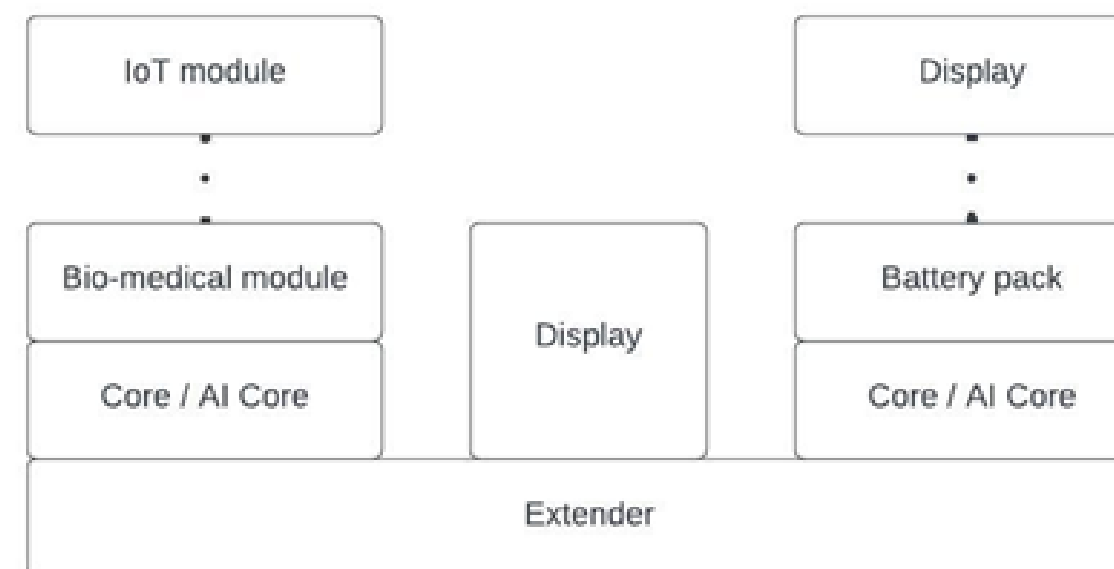 IoT module
Display
Bio-medical module
Display
Battery pack
Core / AI Core
Core / AI Core
Extender